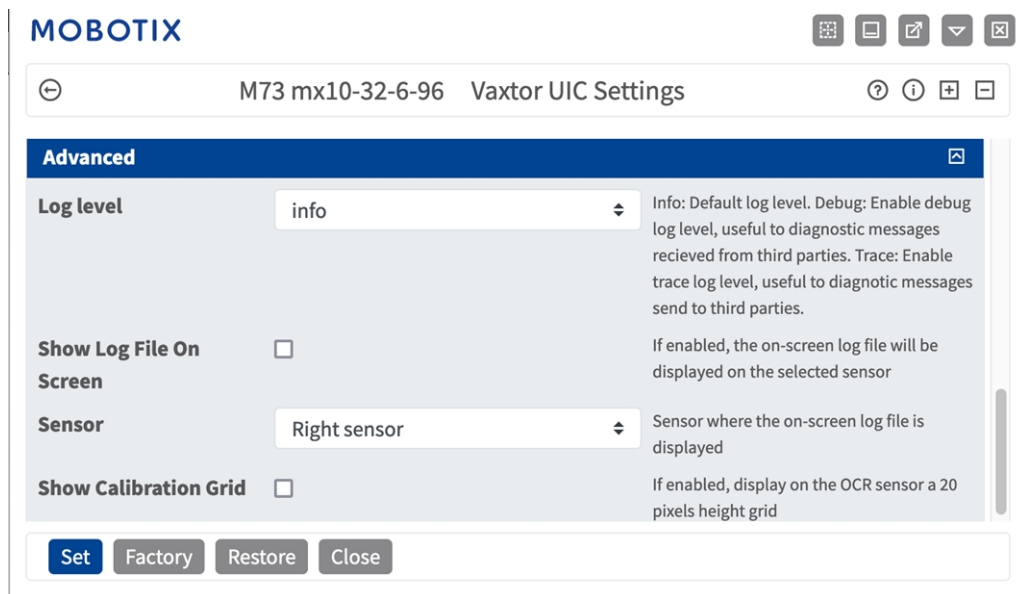 MOBOTIX
M73 mx10-32-6-96 Vaxtor UIC Settings
Advanced
Log level
info
Info: Default log level. Debug: Enable debug
log level, useful to diagnostic messages
recieved from third parties. Trace: Enable
trace log level, useful to diagnotic messages
send to third parties.
Show Log File On
Screen
If enabled, the on-screen log file will be
displayed on the selected sensor
Sensor
Right sensor
Sensor where the on-screen log file is
displayed
Show Calibration Grid
If enabled, display on the OCR sensor a 20
pixels height grid
Set Factory Restore Close